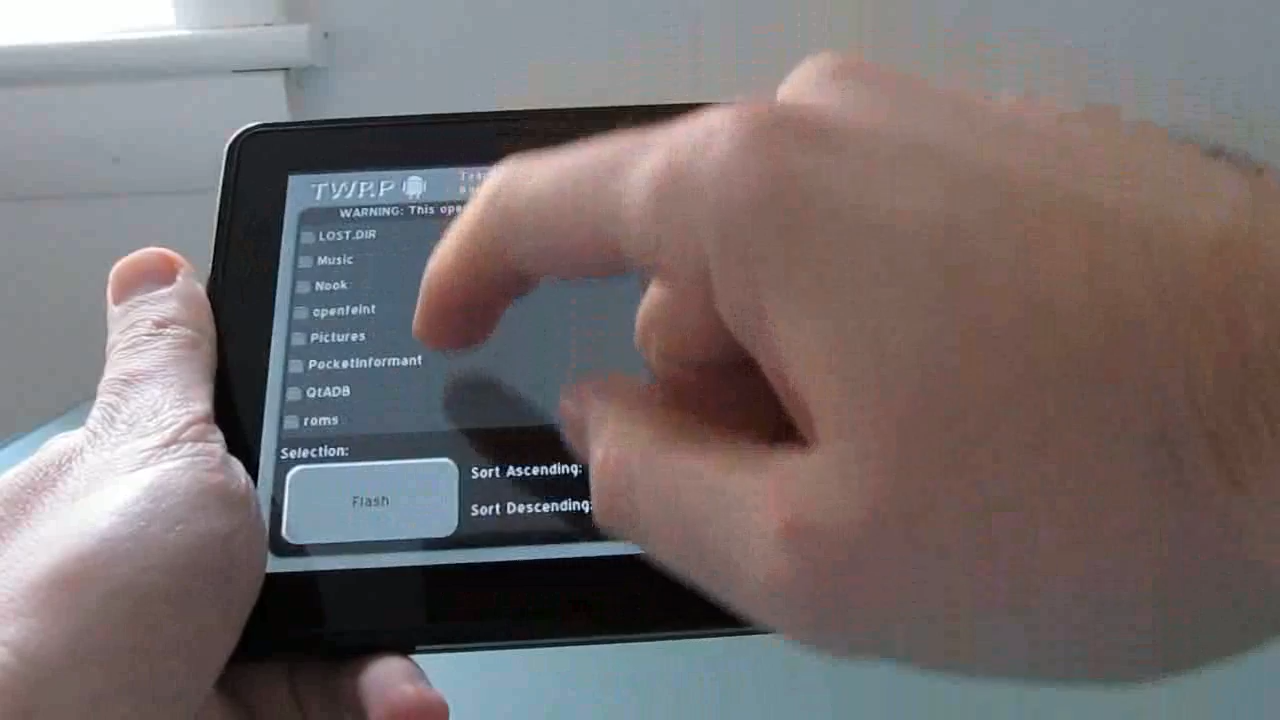 TWRP
WARNING: This ope
LOST.DIR
Music
Nook
openfeint
Pictures
PocketInformant
QtADB
roms
Selection:
Flash
Sort Ascending:
Sort Descending: